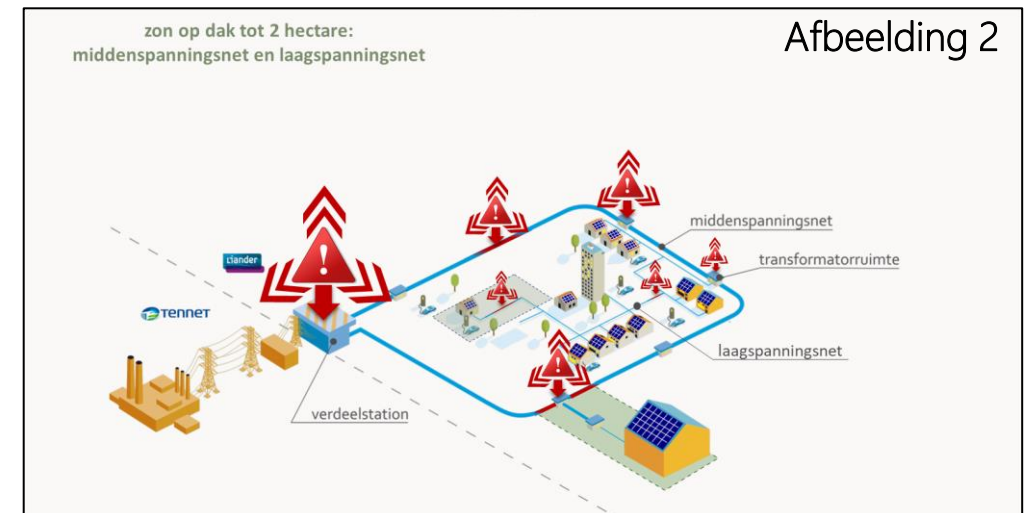 zon op dak tot 2 hectare:
middenspanningsnet en laagspanningsnet
Afbeelding 2
middenspanningsnet
transformatorruimte
liander
TENNET
laagspanningsnet
verdeelstation